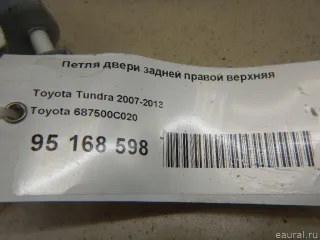 Петля двери задней правой верхняя
Toyota Tundra 2007-2013
Toyota 687500C020
95 168 598
eaural.ru